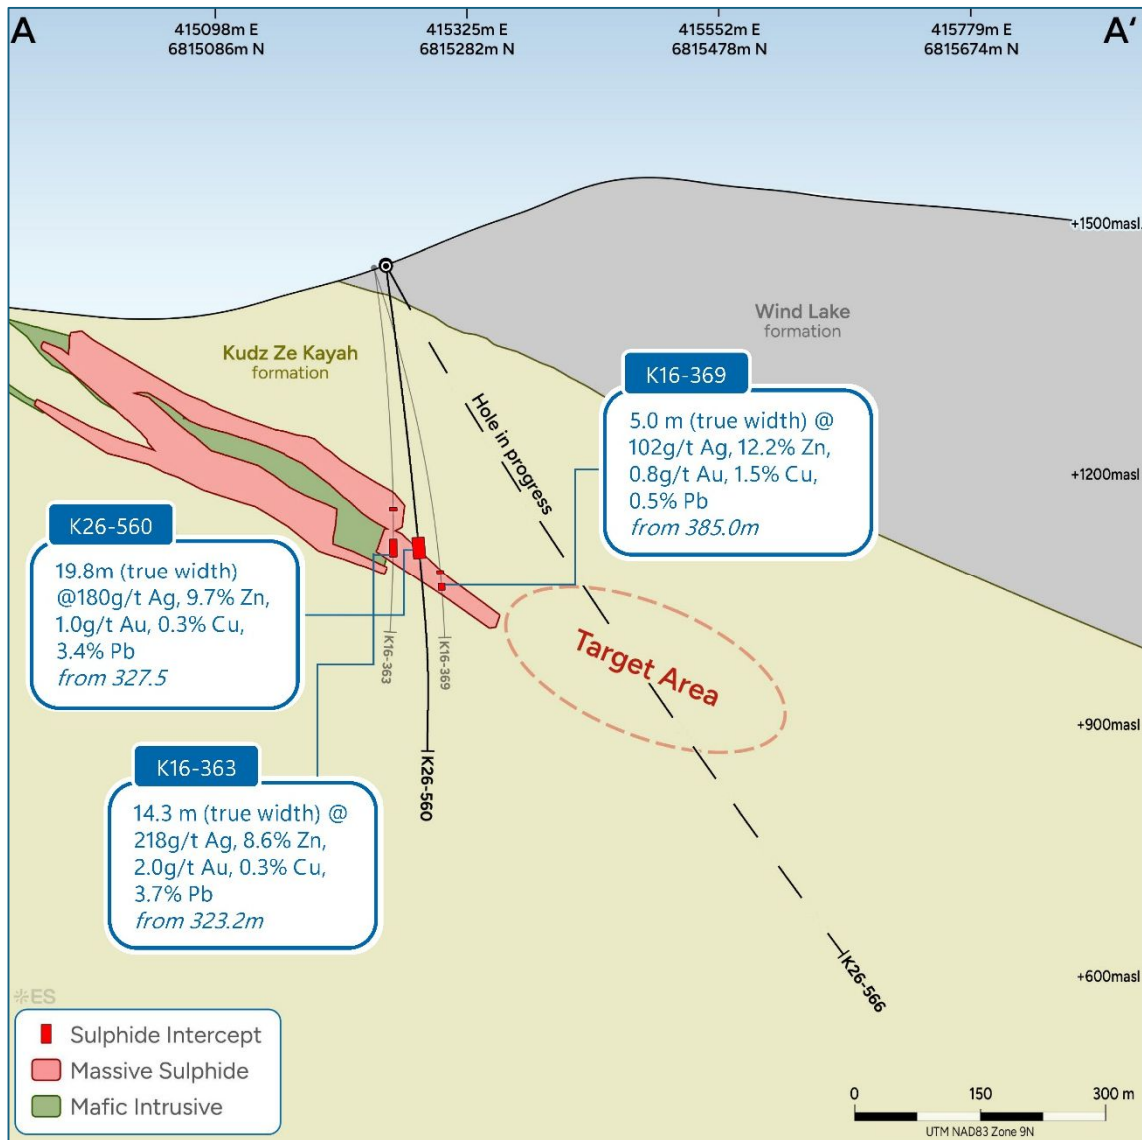 A
415098m E
6815086m N
415325m E
6815282m N
415552m E
6815478m N
415779m E
6815674m N
A'
+1500masl
Wind Lake
formation
Kudz Ze Kayah
formation
K16-369
5.0 m (true width) @
102g/t Ag, 12.2% Zn,
0.8g/t Au, 1.5% Cu,
0.5% Pb
from 385.0m
Hole in progress
+1200masl
K26-560
19.8m (true width)
@180g/t Ag, 9.7% Zn,
1.0g/t Au, 0.3% Cu,
3.4% Pb
from 327.5
K16-363
K16-369
Target Area
+900masl
K26-560
K16-363
14.3 m (true width) @
218g/t Ag, 8.6% Zn,
2.0g/t Au, 0.3% Cu,
3.7% Pb
from 323.2m
K26-566
+600masl
ES
Sulphide Intercept
Massive Sulphide
Mafic Intrusive
0 150 300 m
UTM NAD83 Zone 9N